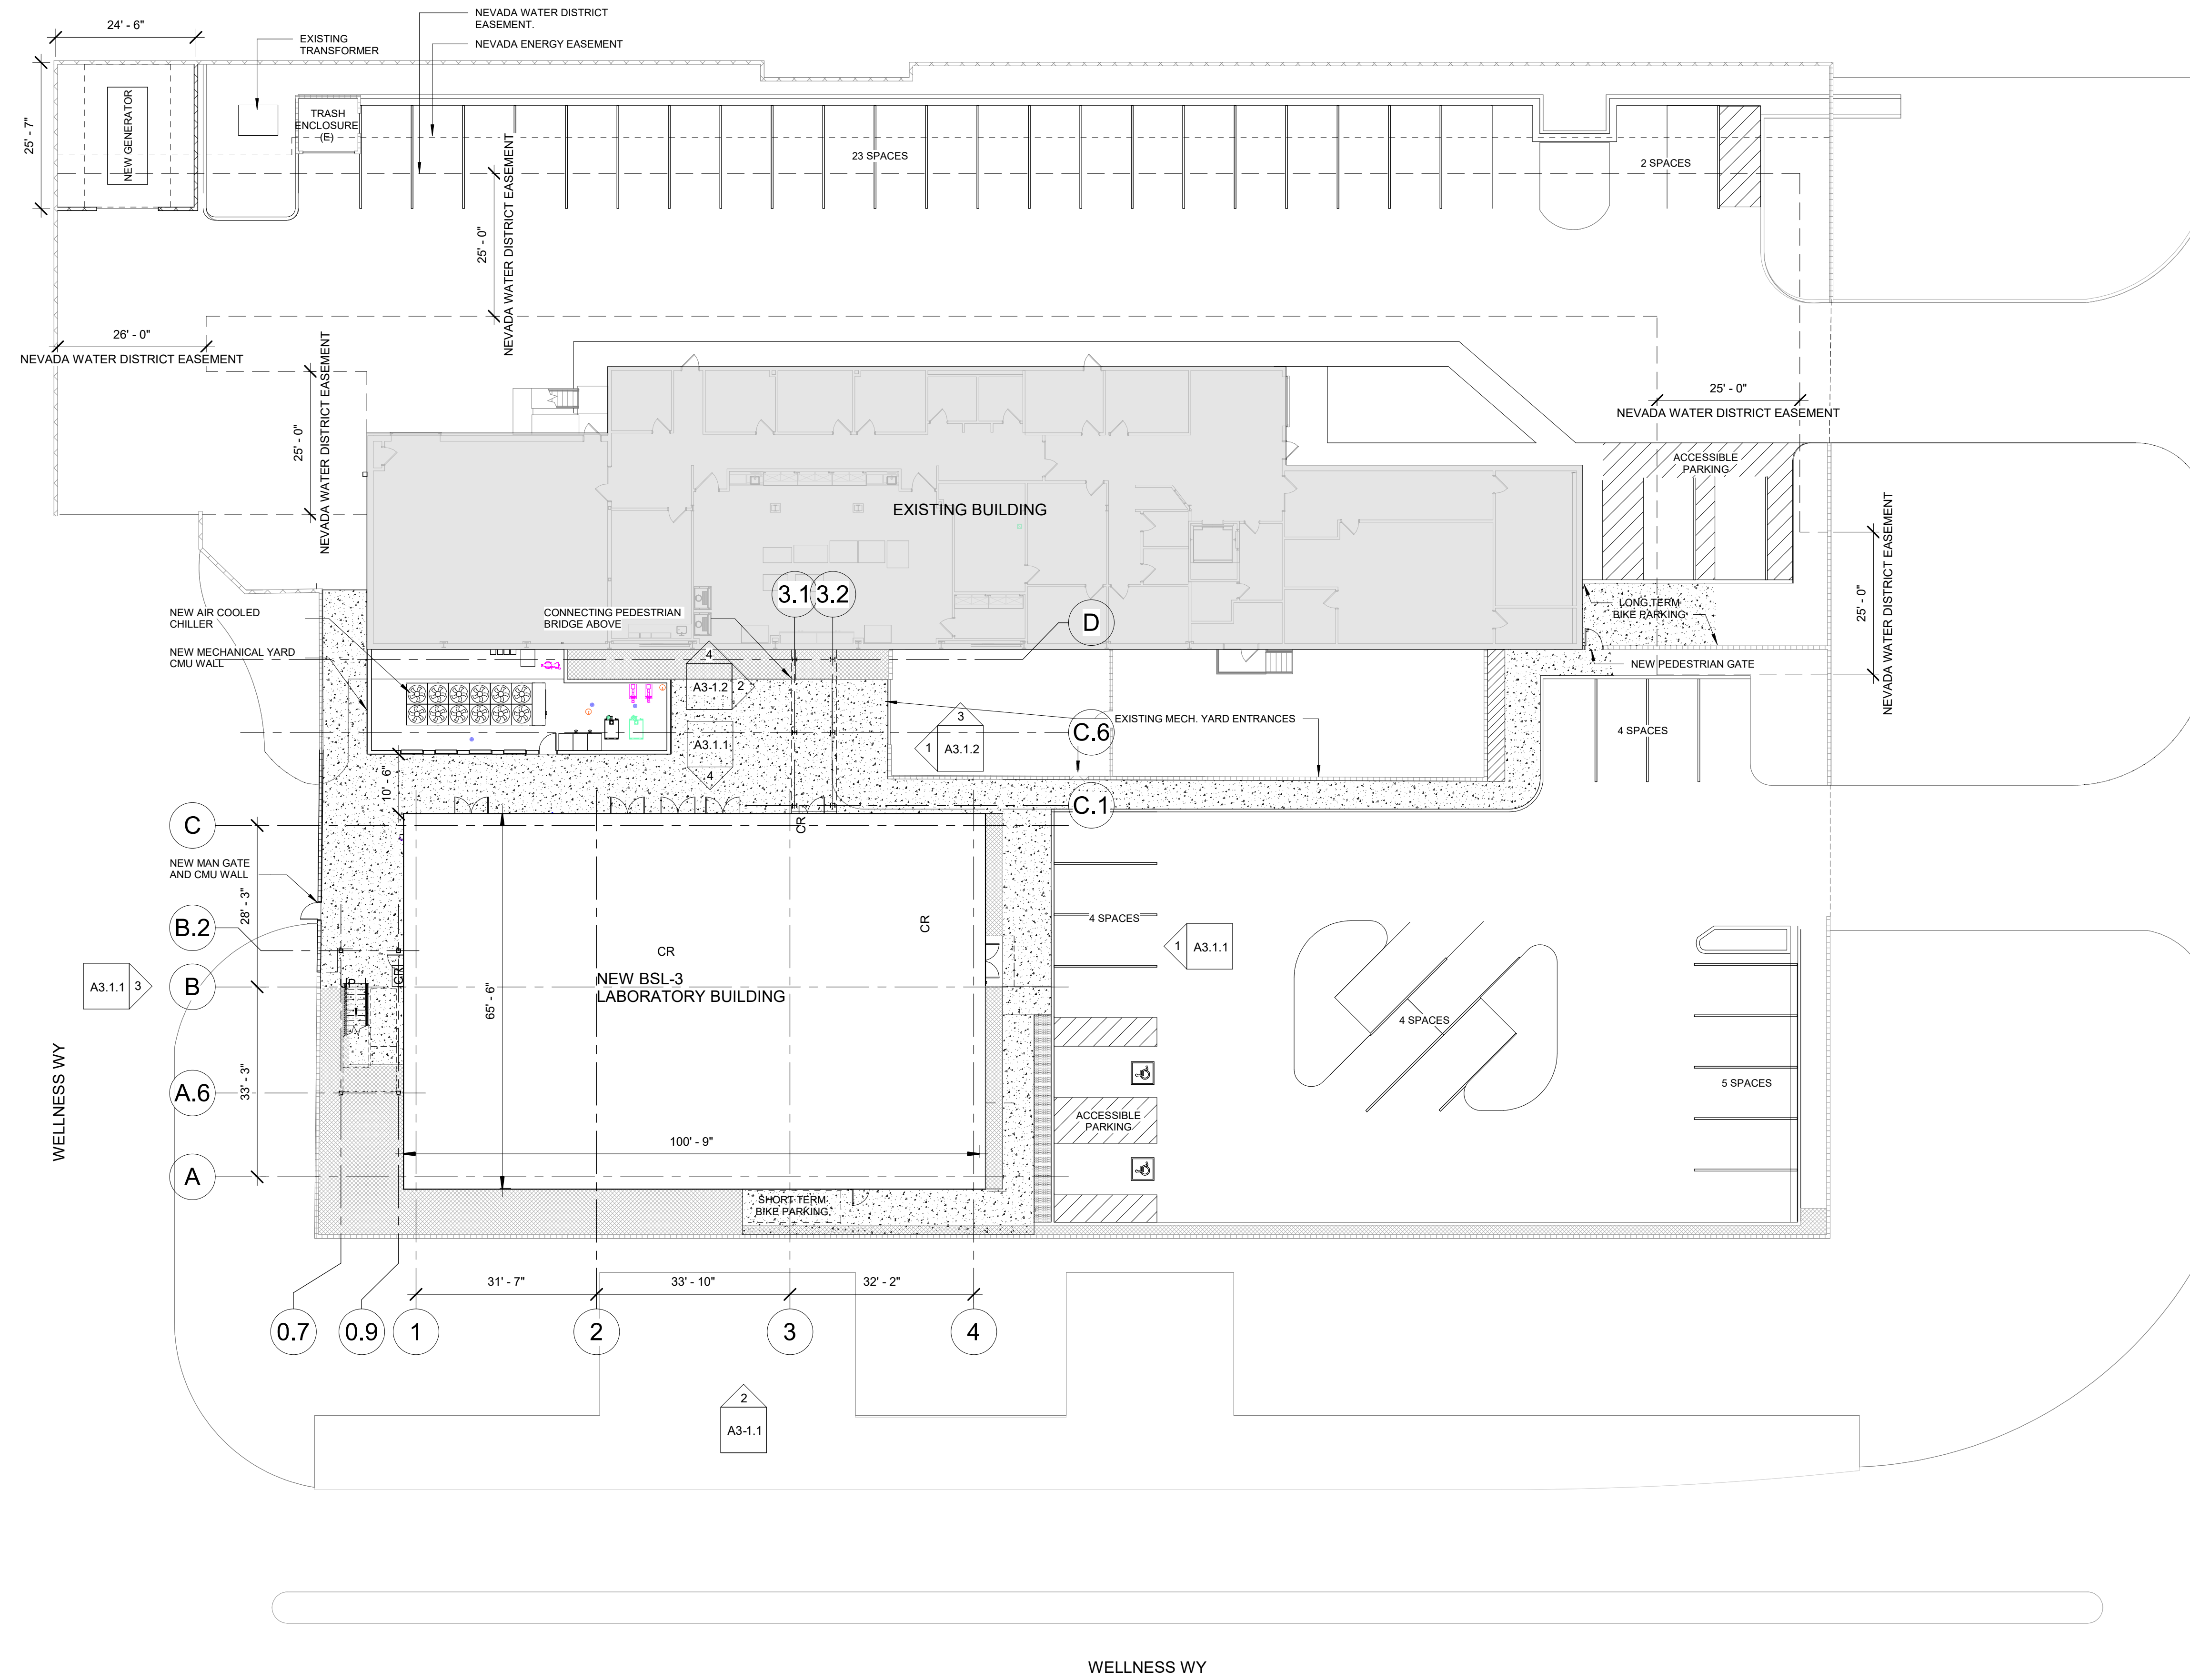 24' - 6"
NEVADA WATER DISTRICT
EASEMENT.
EXISTING
TRANSFORMER
NEVADA ENERGY EASEMENT
25' - 7"
NEW GENERATOR
TRASH
ENCLOSURE
(E)
23 SPACES
2 SPACES
25' - 0"
NEVADA WATER DISTRICT EASEMENT
26' - 0"
NEVADA WATER DISTRICT EASEMENT
25' - 0"
NEVADA WATER DISTRICT EASEMENT
25' - 0"
NEVADA WATER DISTRICT EASEMENT
ACCESSIBLE
PARKING
EXISTING BUILDING
25' - 0"
NEVADA WATER DISTRICT EASEMENT
3.1
3.2
D
NEW AIR COOLED
CHILLER
CONNECTING PEDESTRIAN
BRIDGE ABOVE
LONG TERM
BIKE PARKING
NEW MECHANICAL YARD
CMU WALL
NEW PEDESTRIAN GATE
4
A3-1.2
2
A3.1.1
4
3
1
A3.1.2
EXISTING MECH. YARD ENTRANCES
C.6
4 SPACES
10' - 6"
C.1
C
CR
NEW MAN GATE
AND CMU WALL
28' - 3"
B.2
CR
4 SPACES
1
A3.1.1
CR
CR
NEW BSL-3
LABORATORY BUILDING
A3.1.1
3
B
65' - 6"
4 SPACES
WELLNESS WY
33' - 3"
A.6
5 SPACES
ACCESSIBLE
PARKING
100' - 9"
A
SHORT TERM
BIKE PARKING
31' - 7"
33' - 10"
32' - 2"
0.7
0.9
1
2
3
4
2
A3-1.1
WELLNESS WY